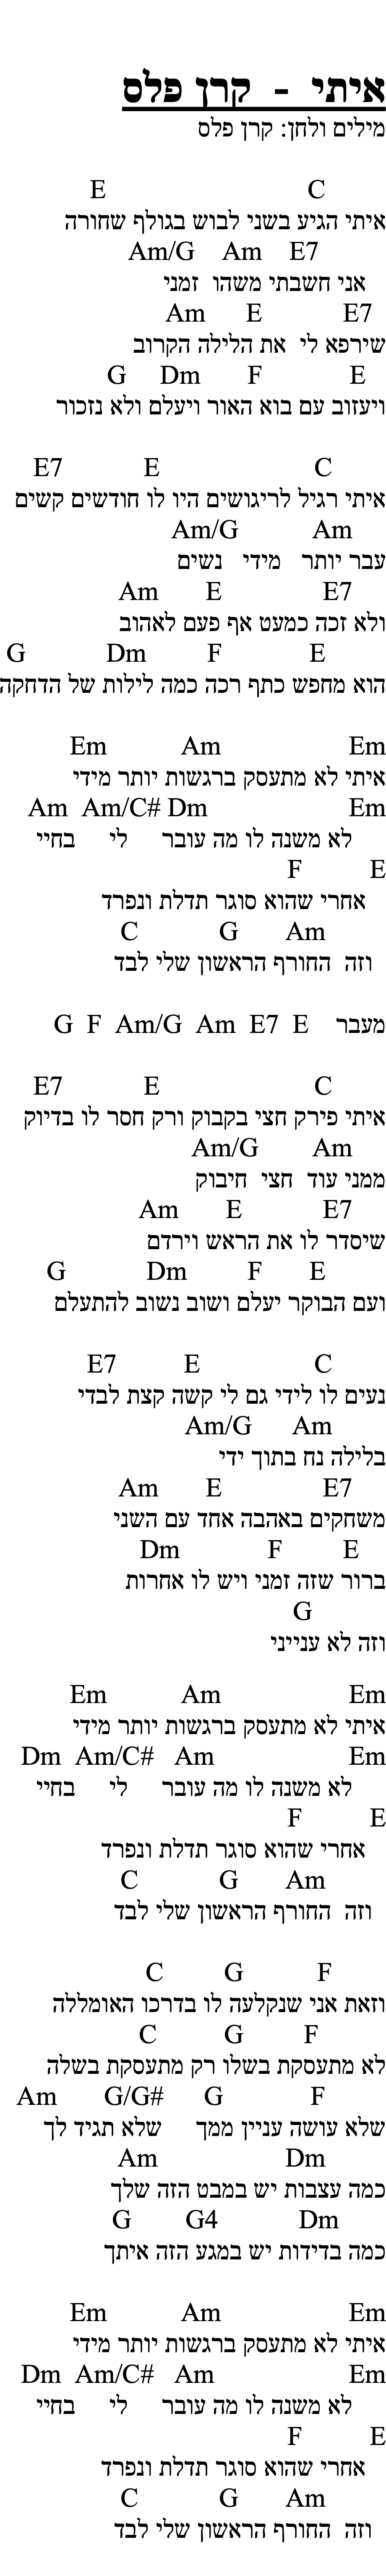 איתי - קרן פלס
מילים ולחן: קרן פלס
E C
איתי הגיע בשני לבוש בגולף שחורה
Am/G Am E7
אני חשבתי משהו זמני
Am E E7
שירפא לי את הלילה הקרוב
G Dm F E
ויעזוב עם בוא האור ויעלם ולא נזכור
E7 E C
איתי רגיל לריגושים היו לו חודשים קשים
Am/G Am
עבר יותר מידי נשים
Am E E7
ולא זכה כמעט אף פעם לאהוב
G Dm F E
הוא מחפש כתף רכה כמה לילות של הדחקה
Em Am Em
איתי לא מתעסק ברגשות יותר מידי
Am Am/C# Dm Em
לא משנה לו מה עובר לי בחיי
F E
אחרי שהוא סוגר תדלת ונפרד
C G Am
וזה החורף הראשון שלי לבד
G F Am/G Am E7 E מעבר
E7 E C
איתי פירק חצי בקבוק ורק חסר לו בדיוק
Am/G Am
ממני עוד חצי חיבוק
Am E E7
שיסדר לו את הראש וירדם
G Dm F E
ועם הבוקר יעלם ושוב נשוב להתעלם
E7 E C
נעים לו לידי גם לי קשה קצת לבדי
Am/G Am
בלילה נח בתוך ידי
Am E E7
משחקים באהבה אחד עם השני
Dm F E
ברור שזה זמני ויש לו אחרות
G
וזה לא ענייני
Em Am Em
איתי לא מתעסק ברגשות יותר מידי
Dm Am/C# Am Em
לא משנה לו מה עובר לי בחיי
F E
אחרי שהוא סוגר תדלת ונפרד
C G Am
וזה החורף הראשון שלי לבד
C G F
וזאת אני שנקלעה לו בדרכו האומללה
C G F
לא מתעסקת בשלו רק מתעסקת בשלה
Am G/G# G F
שלא עושה עניין ממך שלא תגיד לך
Am Dm
כמה עצבות יש במבט הזה שלך
G G4 Dm
כמה בדידות יש במגע הזה איתך
Em Am Em
איתי לא מתעסק ברגשות יותר מידי
Dm Am/C# Am Em
לא משנה לו מה עובר לי בחיי
F E
אחרי שהוא סוגר תדלת ונפרד
C G Am
וזה החורף הראשון שלי לבד